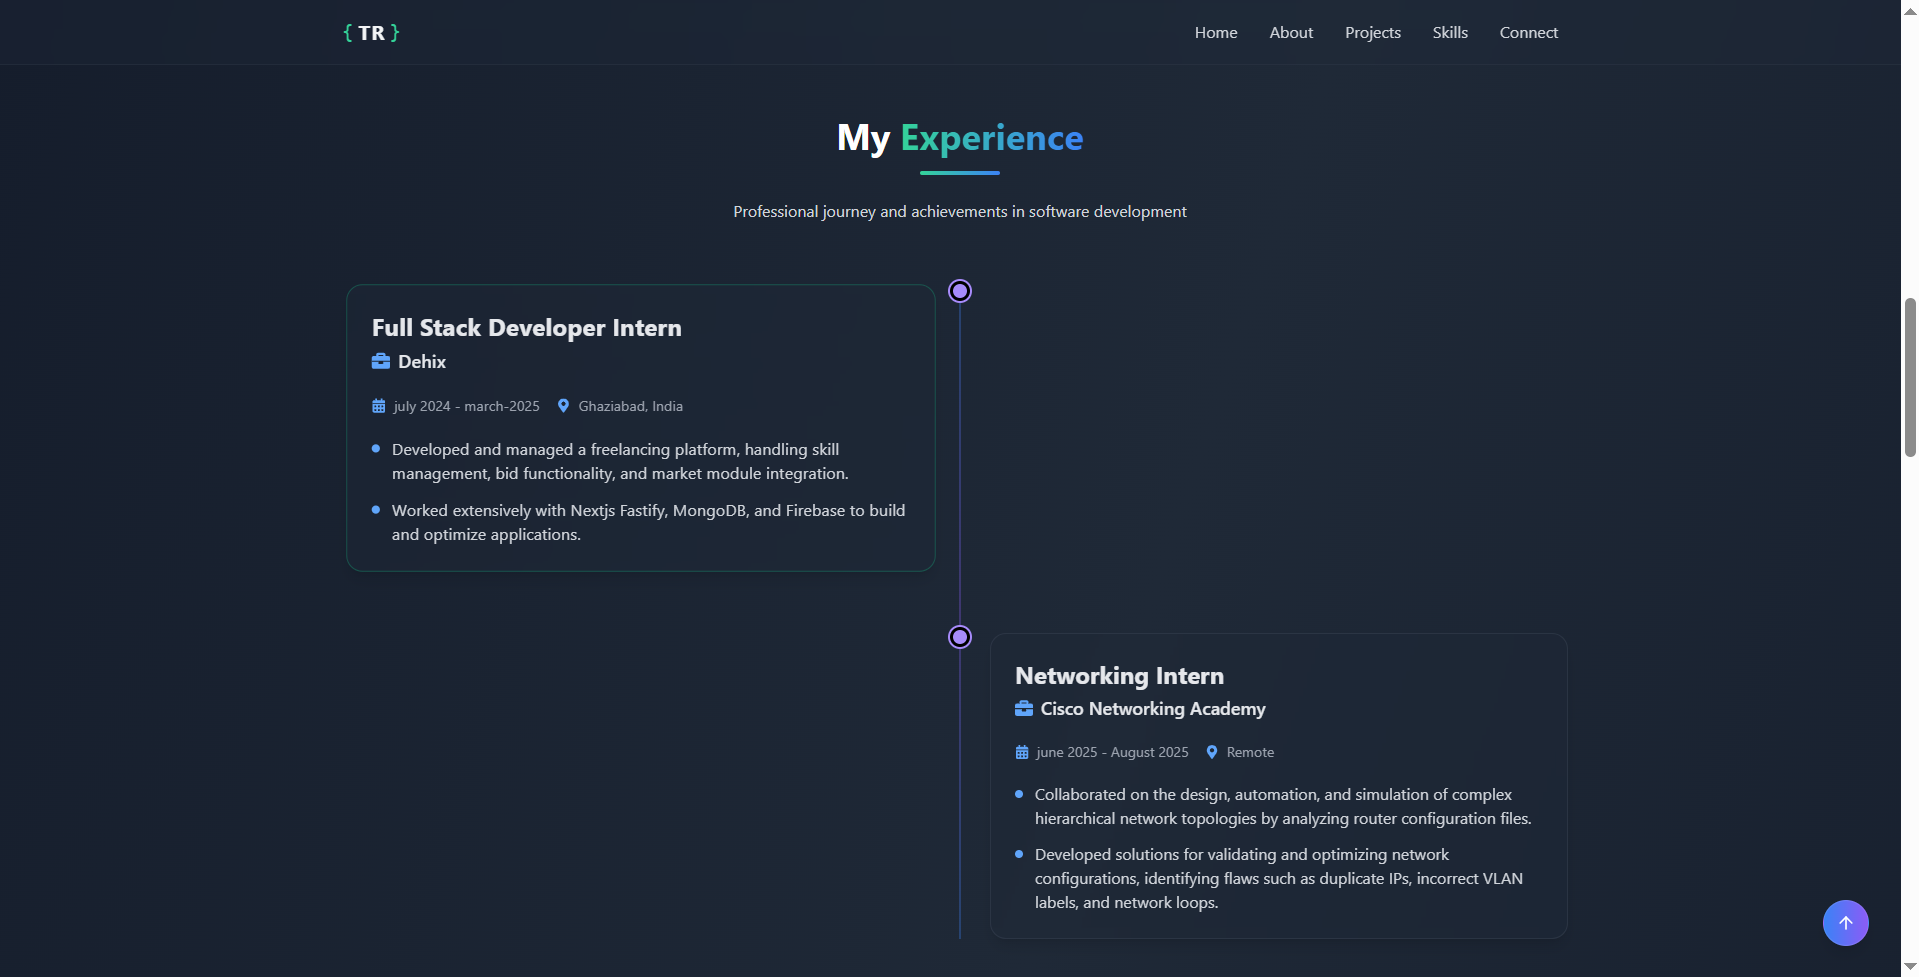 { TR }
Home About Projects Skills Connect
My Experience
Professional journey and achievements in software development
Full Stack Developer Intern
Dehix
july 2024 - march-2025 Ghaziabad, India
Developed and managed a freelancing platform, handling skill
management, bid functionality, and market module integration.
Worked extensively with Nextjs Fastify, MongoDB, and Firebase to build
and optimize applications.
Networking Intern
Cisco Networking Academy
june 2025 - August 2025 Remote
Collaborated on the design, automation, and simulation of complex
hierarchical network topologies by analyzing router configuration files.
Developed solutions for validating and optimizing network
configurations, identifying flaws such as duplicate IPs, incorrect VLAN
labels, and network loops.